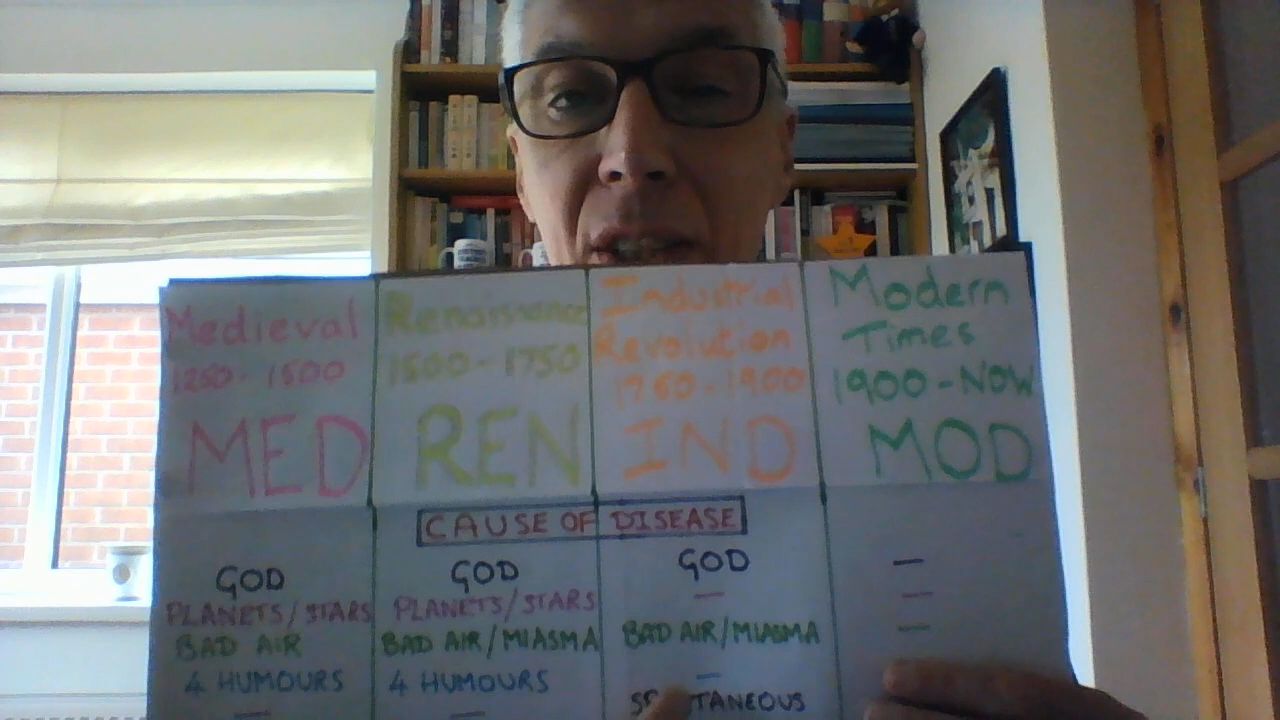 Medieval
1250-1500
MED
Renaissance
1500-1750
REN
Industrial
Revolution
1750-1900
IND
Modern
Times
1900-NOW
MOD
CAUSE OF DISEASE
GOD
PLANETS/STARS
BAD AIR
4 HUMOURS
—
GOD
PLANETS/STARS
BAD AIR/MIASMA
4 HUMOURS
—
GOD
—
BAD AIR/MIASMA
—
—
—
—